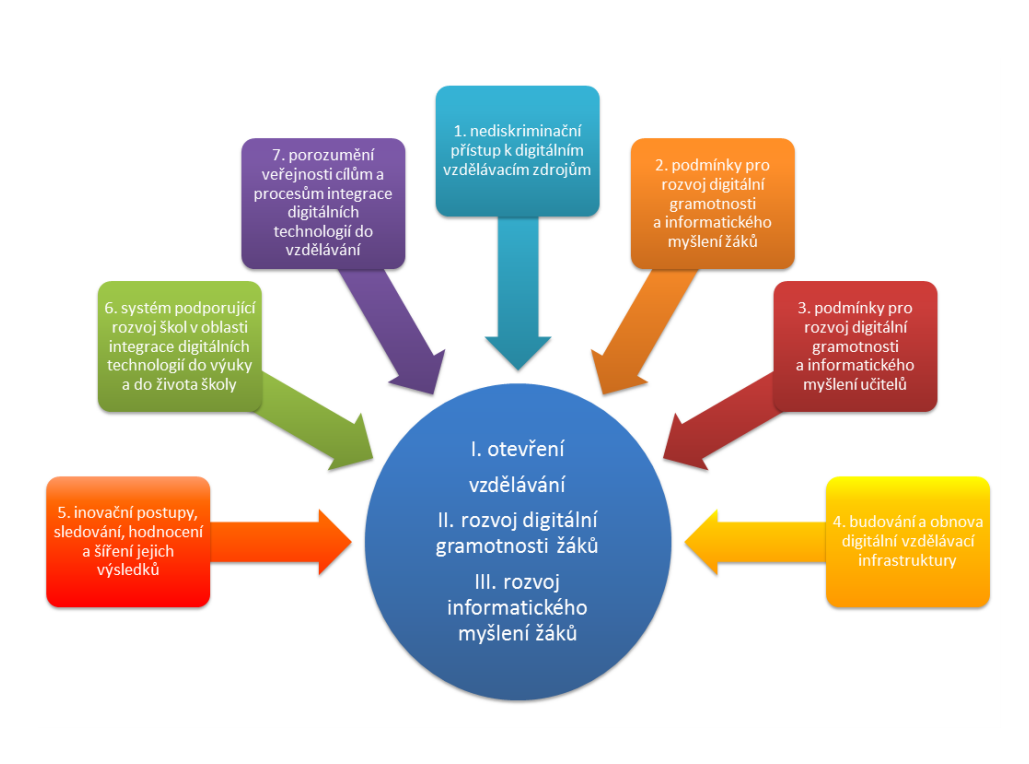 1. nediskriminační
přístup k digitálním
vzdělávacím zdrojům
2. podmínky pro
rozvoj digitální
gramotnosti
a informatického
myšlení žáků
3. podmínky pro
rozvoj digitální
gramotnosti
a informatického
myšlení učitelů
4. budování a obnova
digitální vzdělávací
infrastruktury
5. inovační postupy,
sledování, hodnocení
a šíření jejich
výsledků
6. systém podporující
rozvoj škol v oblasti
integrace digitálních
technologií do výuky
a do života školy
7. porozumění
veřejnosti cílům a
procesům integrace
digitálních
technologií do
vzdělávání
I. otevření
vzdělávání
II. rozvoj digitální
gramotnosti žáků
III. rozvoj
informatického
myšlení žáků